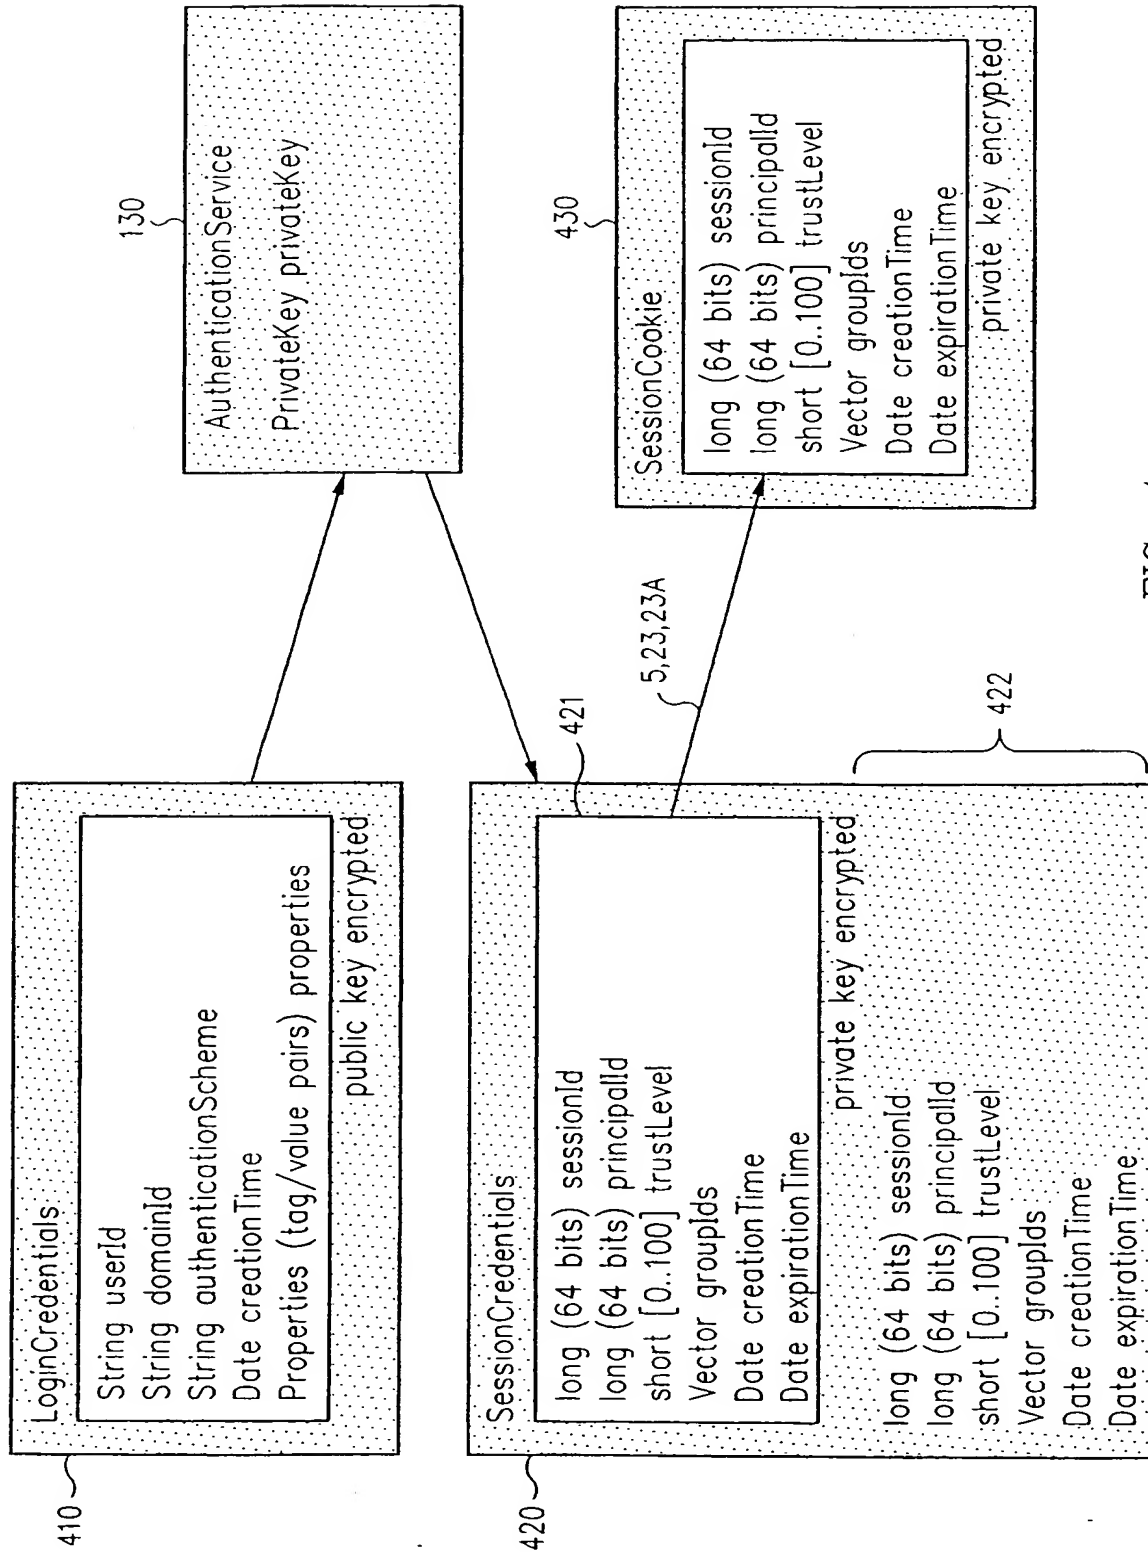 410
LoginCredentials
String userId
String domainId
String authenticationScheme
Date creationTime
Properties (tag/value pairs) properties
public key encrypted
130
AuthenticationService
PrivateKey privateKey
420
SessionCredentials
421
long (64 bits) sessionId
long (64 bits) principalId
short [0..100] trustLevel
Vector groupIds
Date creationTime
Date expirationTime
private key encrypted
long (64 bits) sessionId
long (64 bits) principalId
short [0..100] trustLevel
Vector groupIds
Date creationTime
Date expirationTime
422
5,23,23A
430
SessionCookie
long (64 bits) sessionId
long (64 bits) principalId
short [0..100] trustLevel
Vector groupIds
Date creationTime
Date expirationTime
private key encrypted